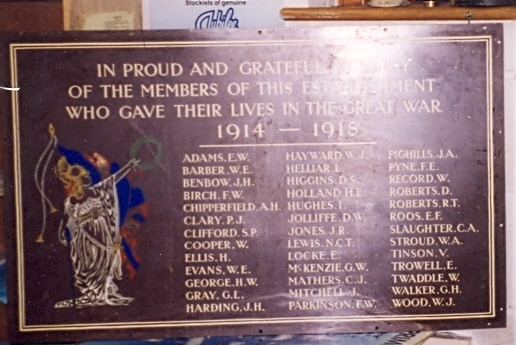 Stockists of genuine
IN PROUD AND GRATEFUL MEMORY
OF THE MEMBERS OF THIS ESTABLISHMENT
WHO GAVE THEIR LIVES IN THE GREAT WAR
1914 — 1918
ADAMS, E.W.
BARBER, W.E.
BENBOW, J.H.
BIRCH, F.W.
CHIPPERFIELD, A.H.
CLARY, P.J.
CLIFFORD, S.P.
COOPER, W.
ELLIS, H.
EVANS, W.E.
GEORGE, H.W.
GRAY, G.L.
HARDING, J.H.
HAYWARD, W.J.
HELLIAR, L.
HIGGINS, D.S.
HOLLAND, H.E.
HUGHES, I.
JOLLIFFE, D.W.
JONES, J.R.
LEWIS, N.C.T.
LOCKE, E.
McKENZIE, G.W.
MATHERS, C.J.
MITCHELL, J.
PARKINSON, F.W.
PIGHILLS, J.A.
PYNE, F.E.
RECORD, W.
ROBERTS, D.
ROBERTS, R.T.
ROOS, E.F.
SLAUGHTER, C.A.
STROUD, W.A.
TINSON, V.
TROWELL, E.
TWADDLE, W.
WALKER, G.H.
WOOD, W.J.